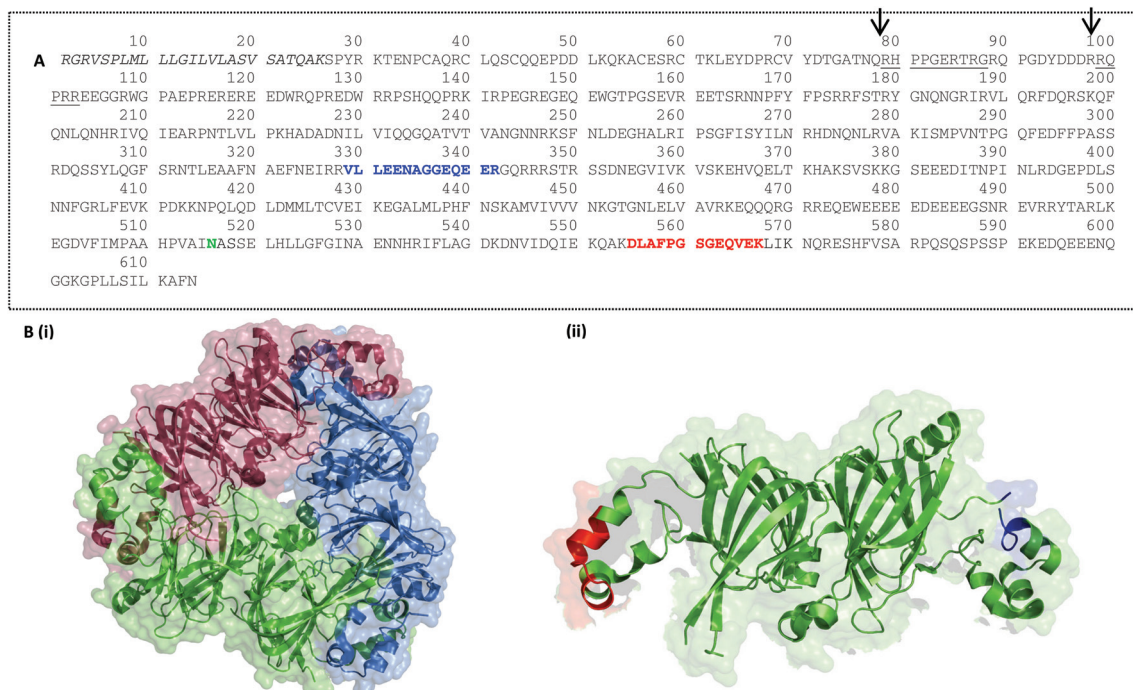 10 20 30 40 50 60 70 80 90 100
A RGRVSPLML LLGILVLASV SATQAKSPYR KTENPCAQRC LQSCQQEPDD LKQKACESRC TKLEYDPRCV YDTGATNQRH PPGERTRGRQ PGDYDDDRRQ
110 120 130 140 150 160 170 180 190 200
PRREEGGRWG PAEPREREREREDWRQPREDW RRPSHQQPRK IRPEGREGEQ EWGTPGSEVR EETSRNNPFY FPSRRFSTRY GNQNGRIRVL QRFDQRSKQF
210 220 230 240 250 260 270 280 290 300
QNLQNHRIVQ IEARPNTLVL PKHADADNIL VIQQGQATVT VANGNNRKSF NLDEGHALRI PSGFISYILN RHDNQNLRVA KISMPVNTPG QFEDFFPASS
310 320 330 340 350 360 370 380 390 400
RDQSSYLQGF SRNTLEAAFN AEFNEIRRVL LEENAGGEQE ERGQRRRSTR SSDNEGVIVK VSKEHVQELT KHAKSVSKKG SEEEDITNPI NLRDGEPDLS
410 420 430 440 450 460 470 480 490 500
NNFGRLFEVK PDKKNPQLQD LDMMLTCVEI KEGALMLPHF NSKAMVIVVV NKGTGNLELV AVRKEQQQRG RREQEWEEEE EDEEEEGSNR EVRRYTARLK
510 520 530 540 550 560 570 580 590 600
EGDVFIMPAA HPVAINASSE LHLLGFGINA ENNHRIFLAG DKDNVIDQIE KQAKDLAFPG SGEQVEKLIK NQRESHFVSA RPQSQSPSSP EKEDQEEENQ
610
GGKGPLLSIL KAFN
B (i) (ii)